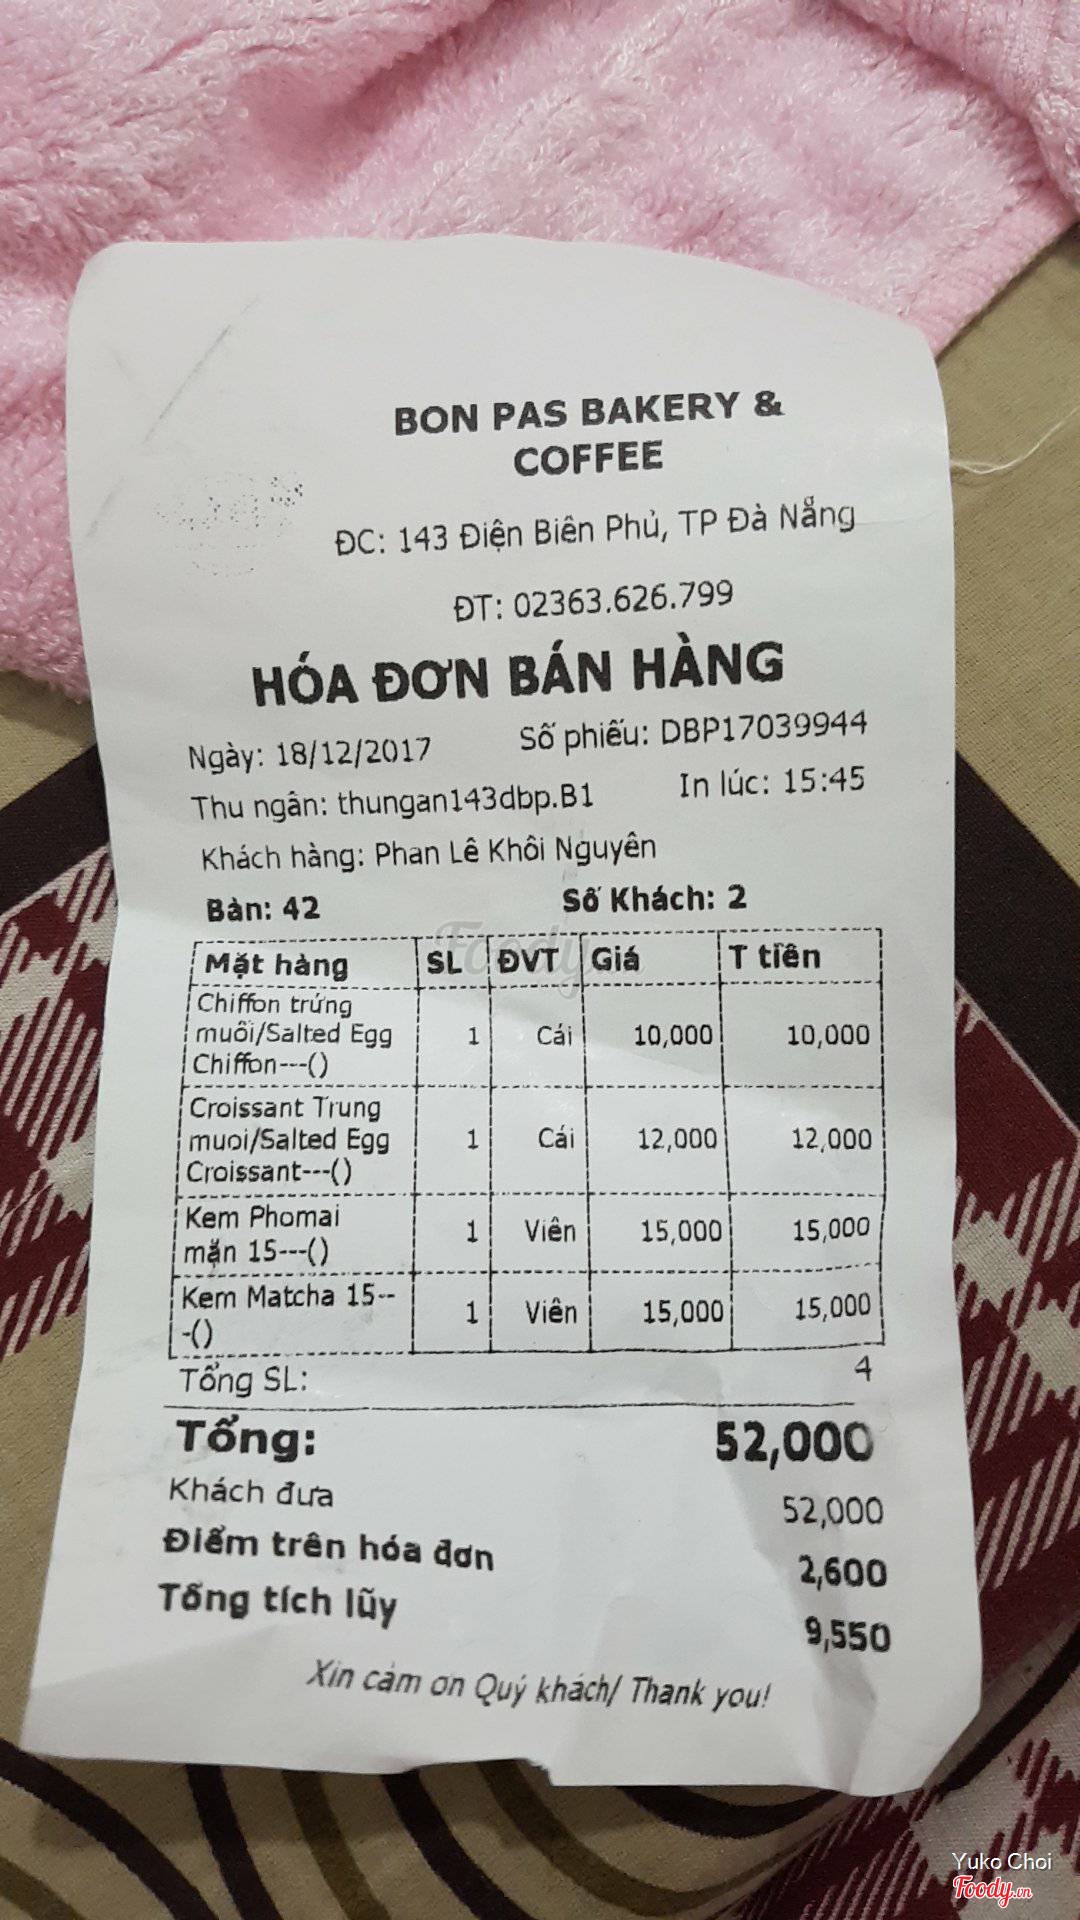 BON PAS BAKERY &
COFFEE
ĐC: 143 Điện Biên Phủ, TP Đà Nẵng
ĐT: 02363.626.799
HÓA ĐƠN BÁN HÀNG
Ngày: 18/12/2017 Số phiếu: DBP17039944
Thu ngân: thungan143dbp.B1 In lúc: 15:45
Khách hàng: Phan Lê Khôi Nguyên
Bàn: 42 Số Khách: 2
Mặt hàng SL ĐVT Giá T tiền
Chiffon trứng
muối/Salted Egg 1 Cái 10,000 10,000
Chiffon---()
Croissant Trung
muoi/Salted Egg 1 Cái 12,000 12,000
Croissant---()
Kem Phomai
mặn 15---() 1 Viên 15,000 15,000
Kem Matcha 15--
-() 1 Viên 15,000 15,000
Tổng SL: 4
Tổng: 52,000
Khách đưa 52,000
Điểm trên hóa đơn 2,600
Tổng tích lũy 9,550
Xin cảm ơn Quý khách/ Thank you!
Foody.vn
Yuko Choi
Foody.vn